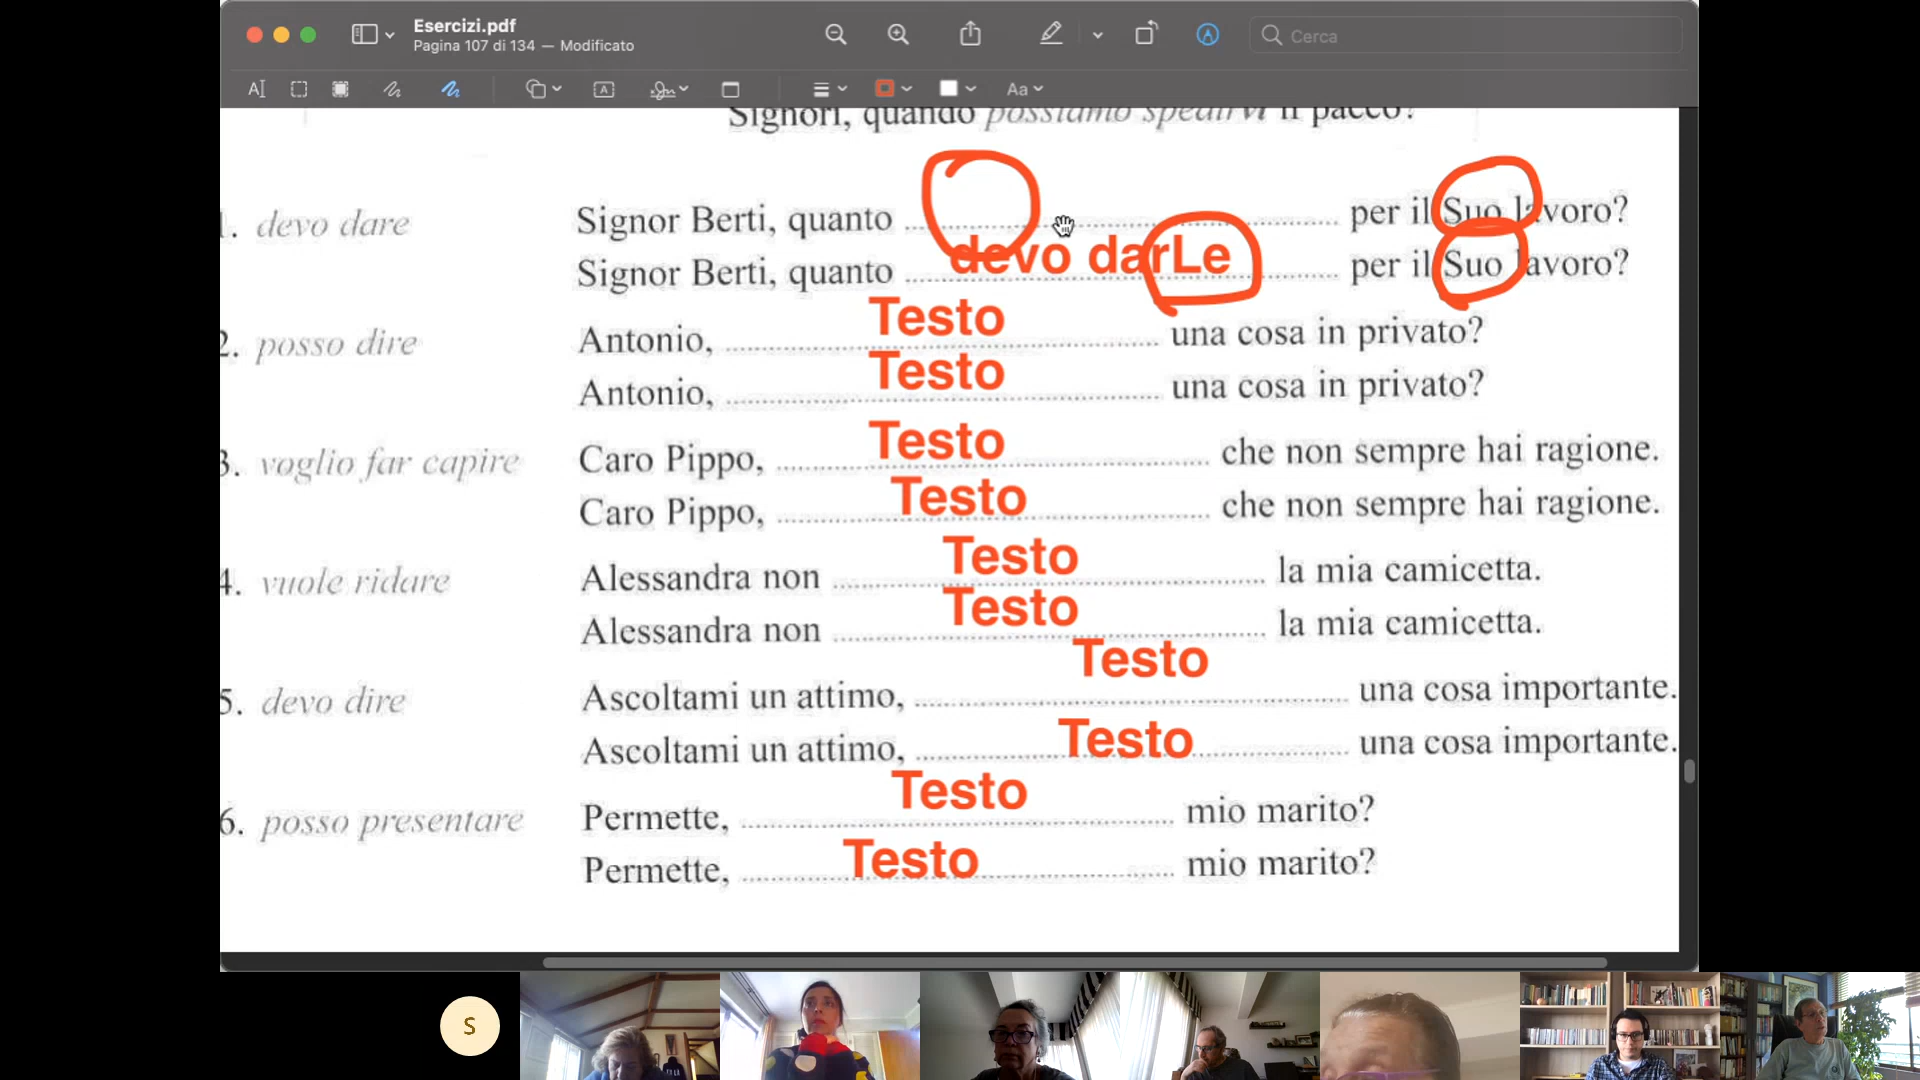 Esercizi.pdf
Pagina 107 di 134 — Modificato
Cerca
Aa
Signori, quando possiamo spedirvi il pacco?
1. devo dare Signor Berti, quanto ........ per il Suo lavoro?
Signor Berti, quanto devo darLe per il Suo lavoro?
2. posso dire Antonio, Testo una cosa in privato?
Antonio, Testo una cosa in privato?
3. voglio far capire Caro Pippo, Testo che non sempre hai ragione.
Caro Pippo, Testo che non sempre hai ragione.
4. vuole ridare Alessandra non Testo la mia camicetta.
Alessandra non Testo la mia camicetta.
5. devo dire Ascoltami un attimo, Testo una cosa importante.
Ascoltami un attimo, Testo una cosa importante.
6. posso presentare Permette, Testo mio marito?
Permette, Testo mio marito?
S